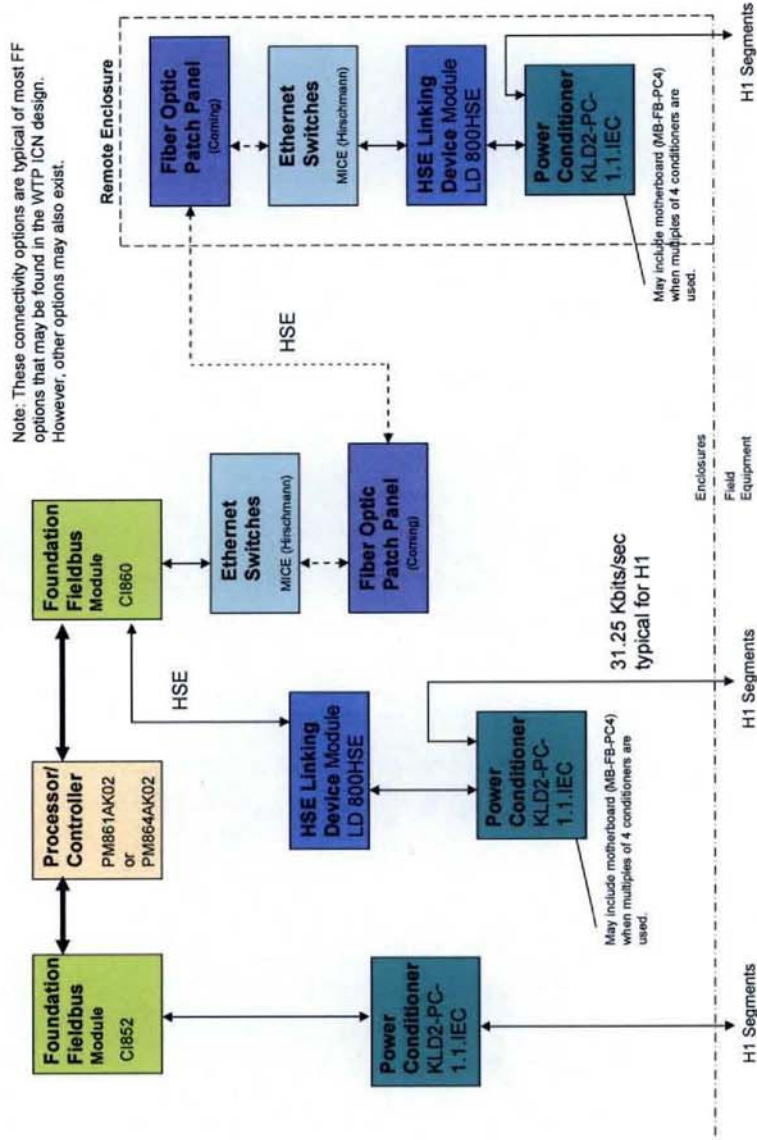 Note: These connectivity options are typical of most FF
options that may be found in the WTP ICN design.
However, other options may also exist.
Foundation
Fieldbus
Module
CI852
Processor/
Controller
PM861AK02
or
PM864AK02
Foundation
Fieldbus
Module
CI860
HSE
Ethernet
Switches
MICE (Hirschmann)
Fiber Optic
Patch Panel
(Corning)
HSE
Remote Enclosure
Fiber Optic
Patch Panel
(Corning)
Ethernet
Switches
MICE (Hirschmann)
HSE Linking
Device Module
LD 800HSE
Power
Conditioner
KLD2-PC-
1.1.IEC
May include motherboard (MB-FB-PC4)
when multiples of 4 conditioners are
used.
HSE Linking
Device Module
LD 800HSE
Power
Conditioner
KLD2-PC-
1.1.IEC
May include motherboard (MB-FB-PC4)
when multiples of 4 conditioners are
used.
31.25 Kbits/sec
typical for H1
Power
Conditioner
KLD2-PC-
1.1.IEC
Enclosures
Field
Equipment
H1 Segments
H1 Segments
H1 Segments